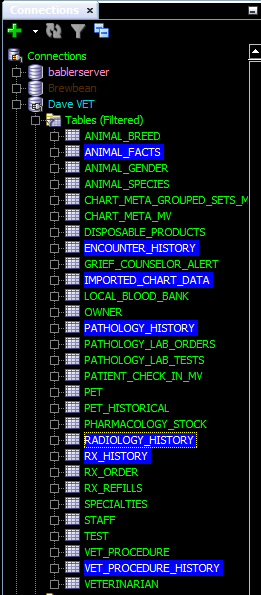 Connections
Connections
bablerserver
Brewbean
Dave VET
Tables (Filtered)
ANIMAL_BREED
ANIMAL_FACTS
ANIMAL_GENDER
ANIMAL_SPECIES
CHART_META_GROUPED_SETS_M
CHART_META_MV
DISPOSABLE_PRODUCTS
ENCOUNTER_HISTORY
GRIEF_COUNSELOR_ALERT
IMPORTED_CHART_DATA
LOCAL_BLOOD_BANK
OWNER
PATHOLOGY_HISTORY
PATHOLOGY_LAB_ORDERS
PATHOLOGY_LAB_TESTS
PATIENT_CHECK_IN_MV
PET
PET_HISTORICAL
PHARMACOLOGY_STOCK
RADIOLOGY_HISTORY
RX_HISTORY
RX_ORDER
RX_REFILLS
SPECIALTIES
STAFF
TEST
VET_PROCEDURE
VET_PROCEDURE_HISTORY
VETERINARIAN